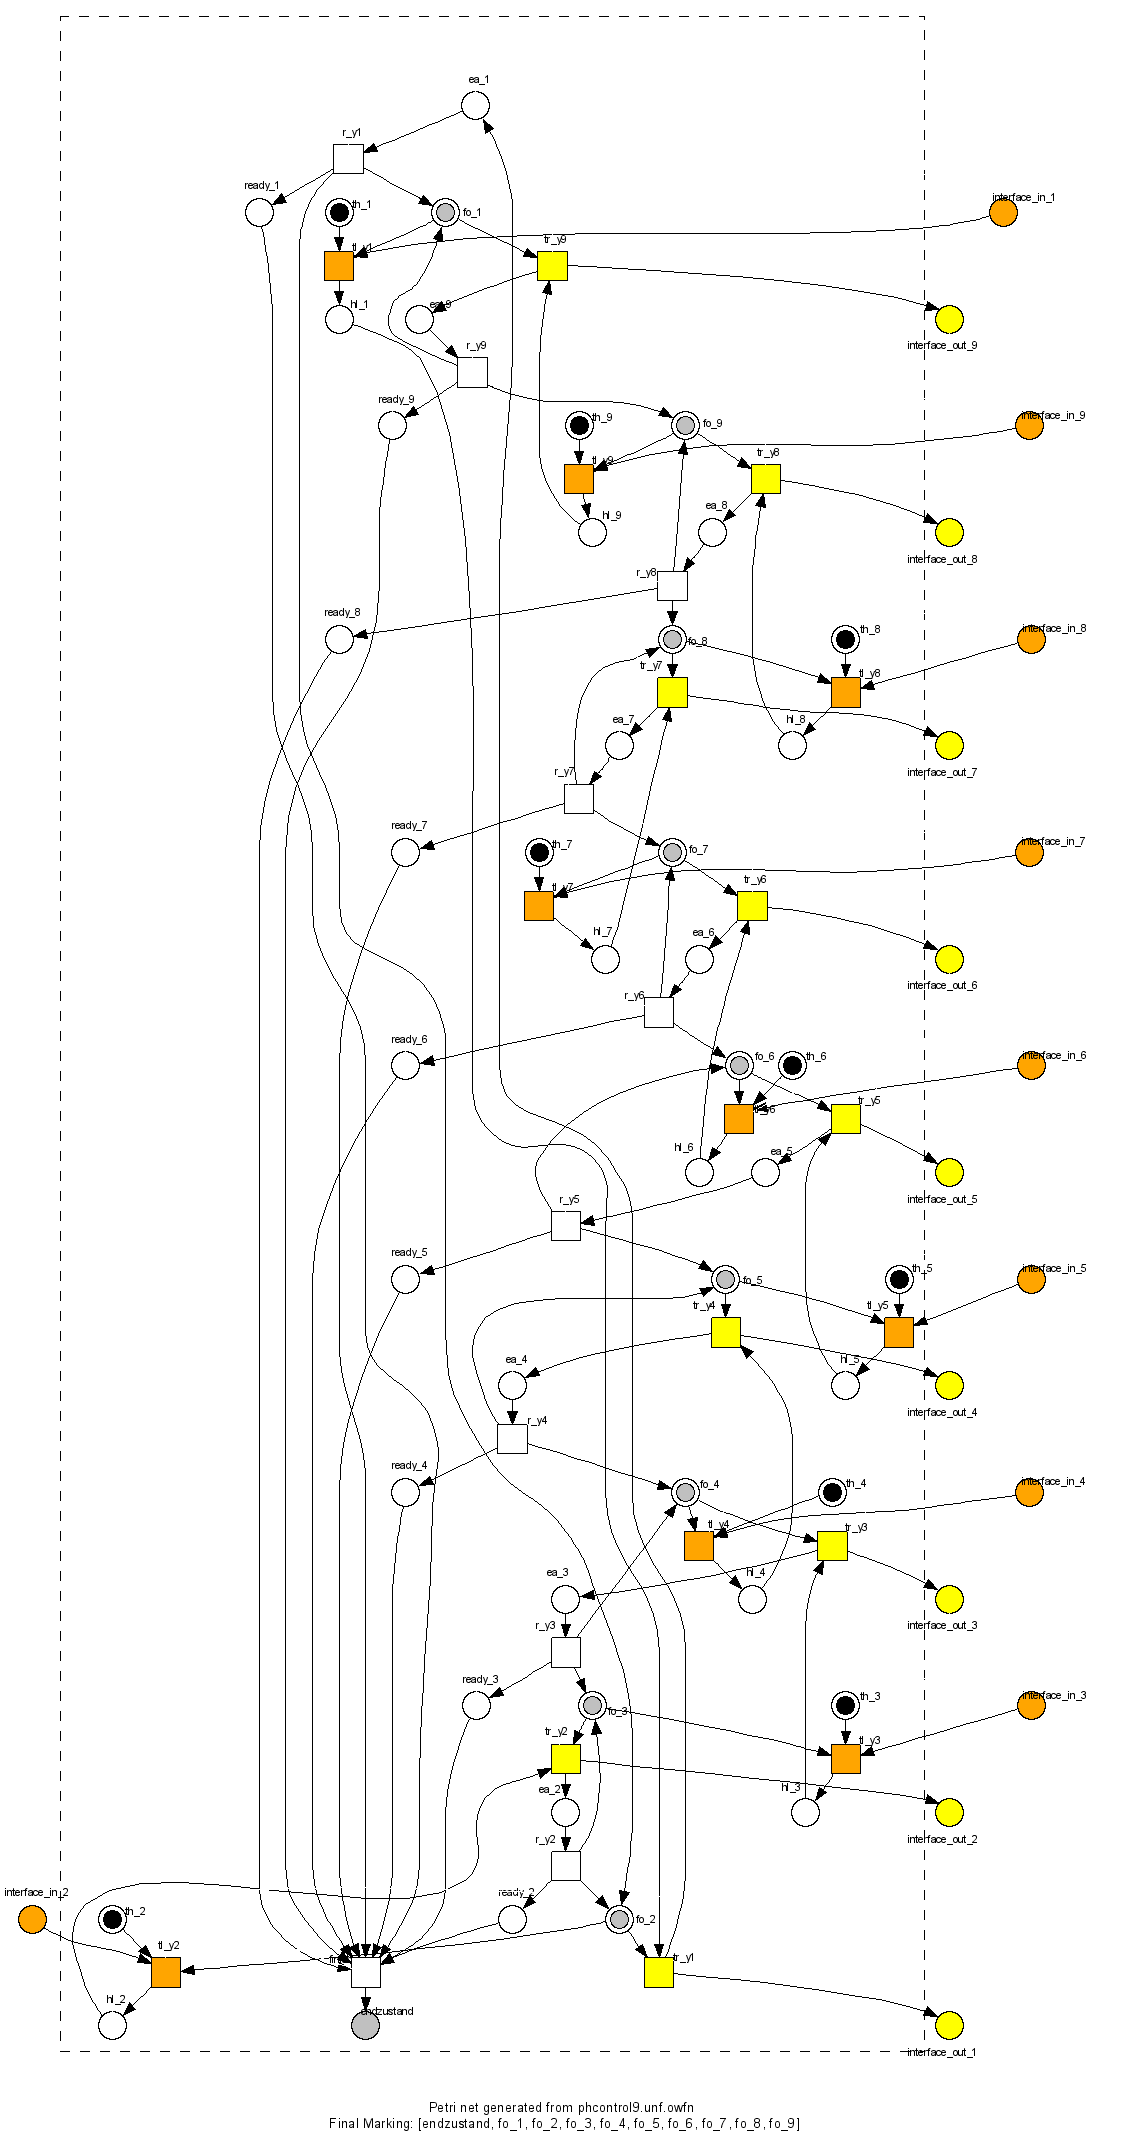 ea_1
r_y1
ready_1
th_1
fo_1
interface_in_1
tl_y1
tr_y9
hl_1
ea_9
interface_out_9
r_y9
ready_9
th_9
fo_9
interface_in_9
tl_y9
tr_y8
hl_9
ea_8
interface_out_8
r_y8
ready_8
fo_8
th_8
interface_in_8
tr_y7
tl_y8
ea_7
hl_8
interface_out_7
r_y7
ready_7
th_7
fo_7
interface_in_7
tl_y7
tr_y6
hl_7
ea_6
interface_out_6
r_y6
ready_6
fo_6
th_6
interface_in_6
tl_y6
tr_y5
hl_6
ea_5
interface_out_5
r_y5
ready_5
fo_5
th_5
interface_in_5
tr_y4
tl_y5
ea_4
hl_5
interface_out_4
r_y4
ready_4
fo_4
th_4
interface_in_4
tl_y4
tr_y3
ea_3
hl_4
interface_out_3
r_y3
ready_3
fo_3
th_3
interface_in_3
tr_y2
tl_y3
ea_2
hl_3
interface_out_2
r_y2
interface_in_2
th_2
ready_2
fo_2
tl_y2
tr_y1
hl_2
endzustand
interface_out_1
Petri net generated from phcontrol9.unf.owfn
Final Marking: [endzustand, fo_1, fo_2, fo_3, fo_4, fo_5, fo_6, fo_7, fo_8, fo_9]